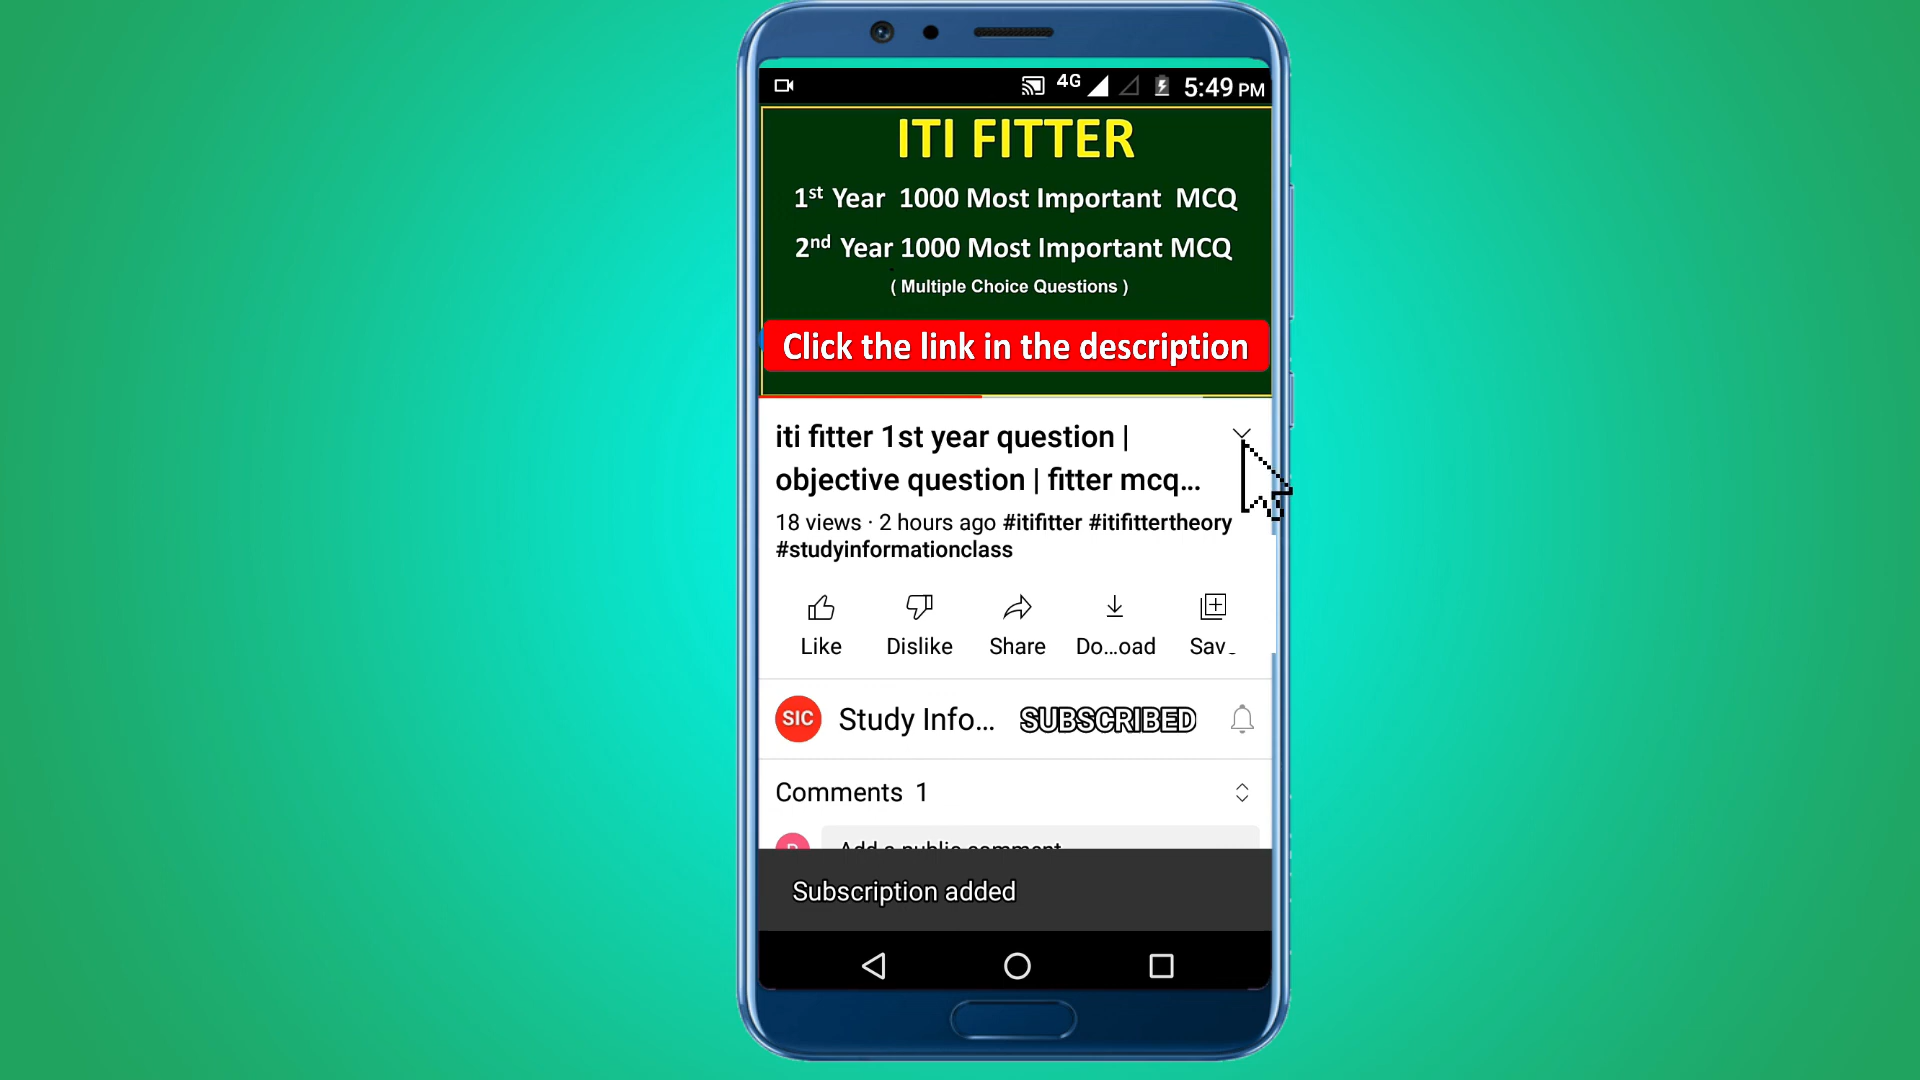 4G 5:49 PM
ITI FITTER
1st Year 1000 Most Important MCQ
2nd Year 1000 Most Important MCQ
( Multiple Choice Questions )
Click the link in the description
iti fitter 1st year question |
objective question | fitter mcq...
18 views · 2 hours ago #itifitter #itifittertheory
#studyinformationclass
Like Dislike Share Do...oad Sav
SIC Study Info... SUBSCRIBED
Comments 1
Add a public comment
Subscription added